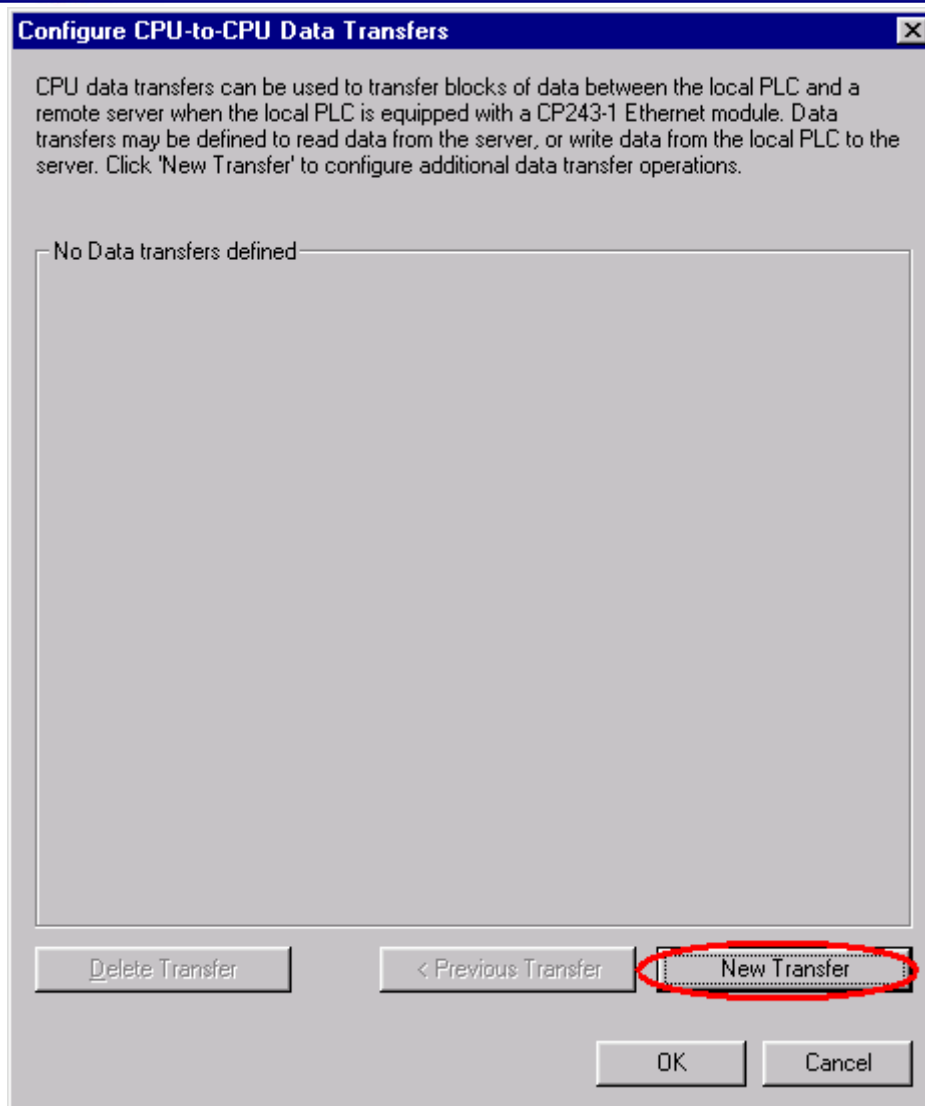 Configure CPU-to-CPU Data Transfers
CPU data transfers can be used to transfer blocks of data between the local PLC and a
remote server when the local PLC is equipped with a CP243-1 Ethernet module. Data
transfers may be defined to read data from the server, or write data from the local PLC to the
server. Click 'New Transfer' to configure additional data transfer operations.
No Data transfers defined
Delete Transfer
< Previous Transfer
New Transfer
OK
Cancel